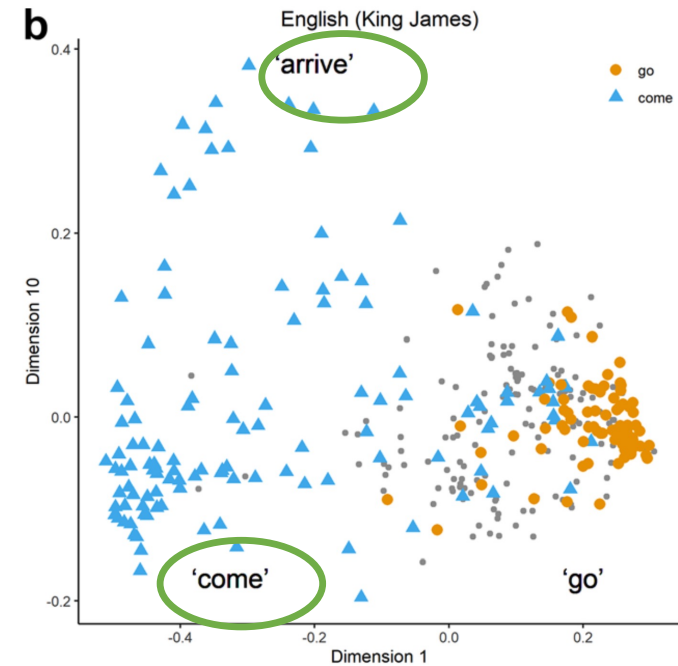 b
English (King James)
0.4
'arrive'
go
come
0.2
Dimension 10
0.0
'come'
'go'
-0.2
-0.4
-0.2
0.0
0.2
Dimension 1